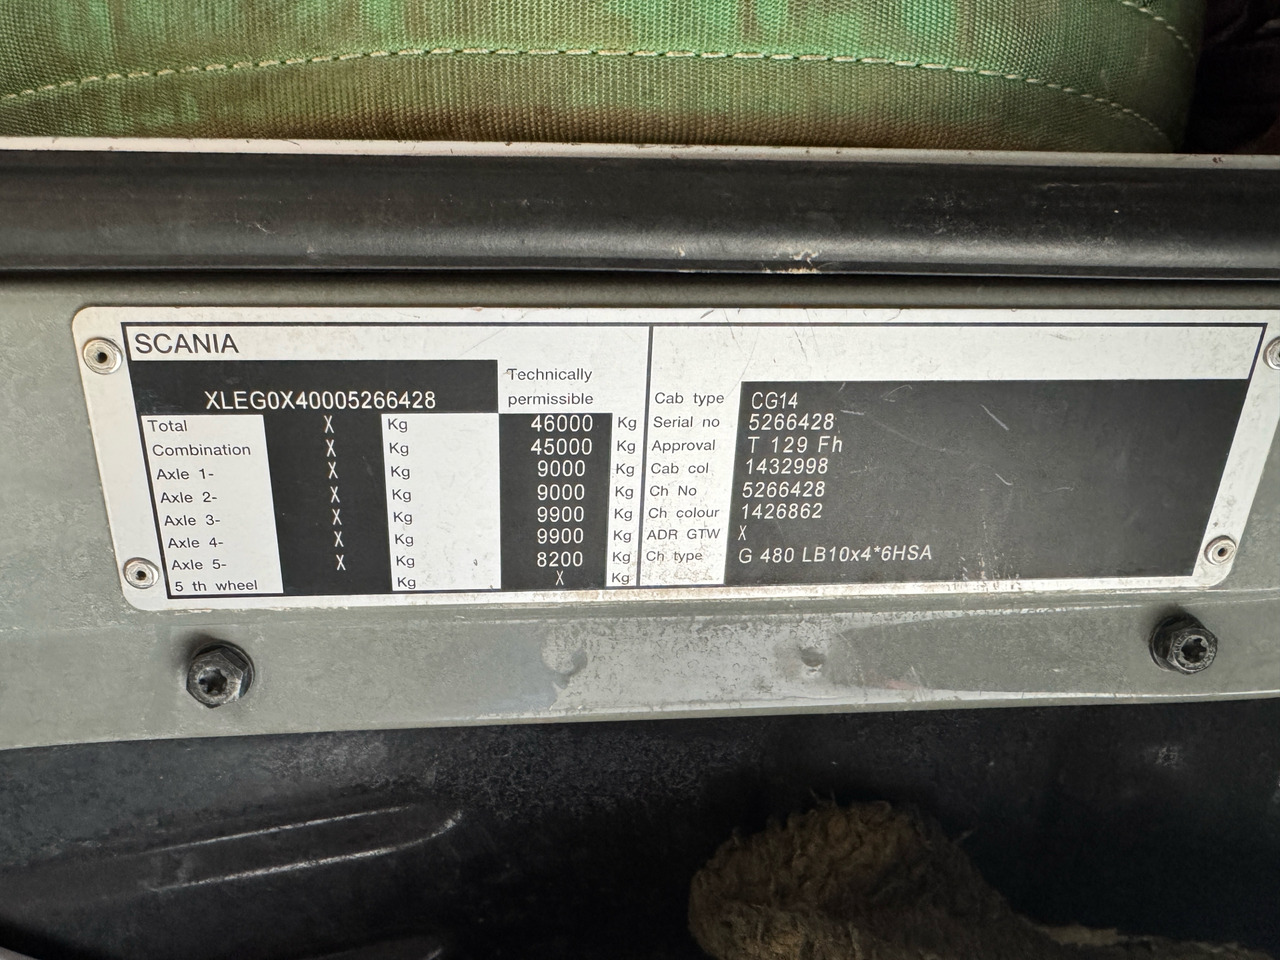 SCANIA
XLEG0X40005266428
Technically
permissible
Total X Kg 46000 Kg
Combination X Kg 45000 Kg
Axle 1- X Kg 9000 Kg
Axle 2- X Kg 9000 Kg
Axle 3- X Kg 9900 Kg
Axle 4- X Kg 9900 Kg
Axle 5- X Kg 8200 Kg
5 th wheel Kg X Kg
Cab type CG14
Serial no 5266428
Approval T 129 Fh
Cab col 1432998
Ch No 5266428
Ch colour 1426862
ADR GTW X
Ch type G 480 LB10x4*6HSA